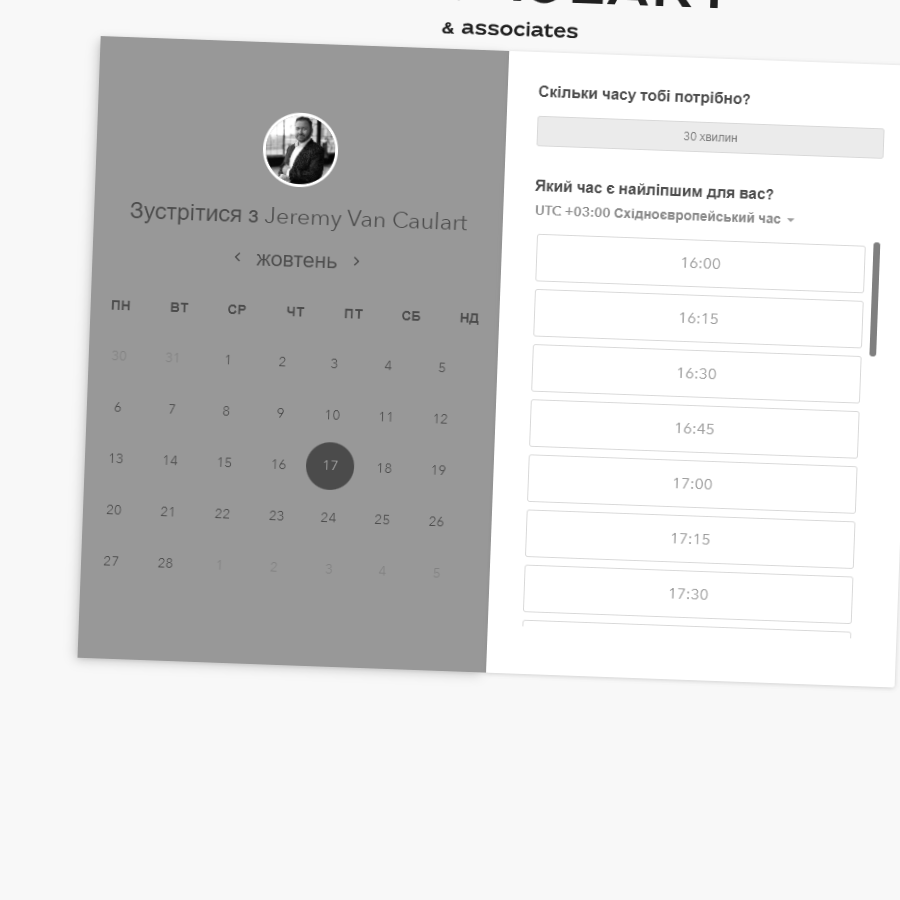 & associates
Зустрітися з Jeremy Van Caulart
жовтень
ПН ВТ СР ЧТ ПТ СБ НД
30 31 1 2 3 4 5
6 7 8 9 10 11 12
13 14 15 16 17 18 19
20 21 22 23 24 25 26
27 28 1 2 3 4 5
Скільки часу тобі потрібно?
30 хвилин
Який час є найліпшим для вас?
UTC +03:00 Східноєвропейський час
16:00
16:15
16:30
16:45
17:00
17:15
17:30